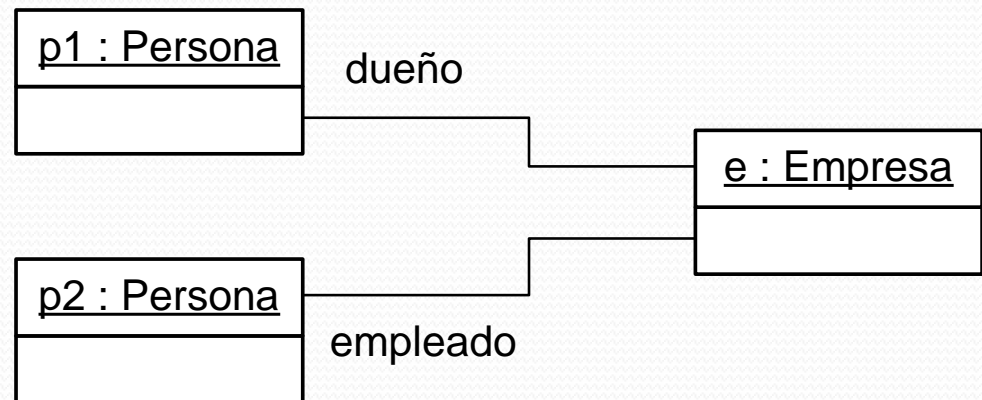 p1 : Persona
dueño
e : Empresa
p2 : Persona
empleado